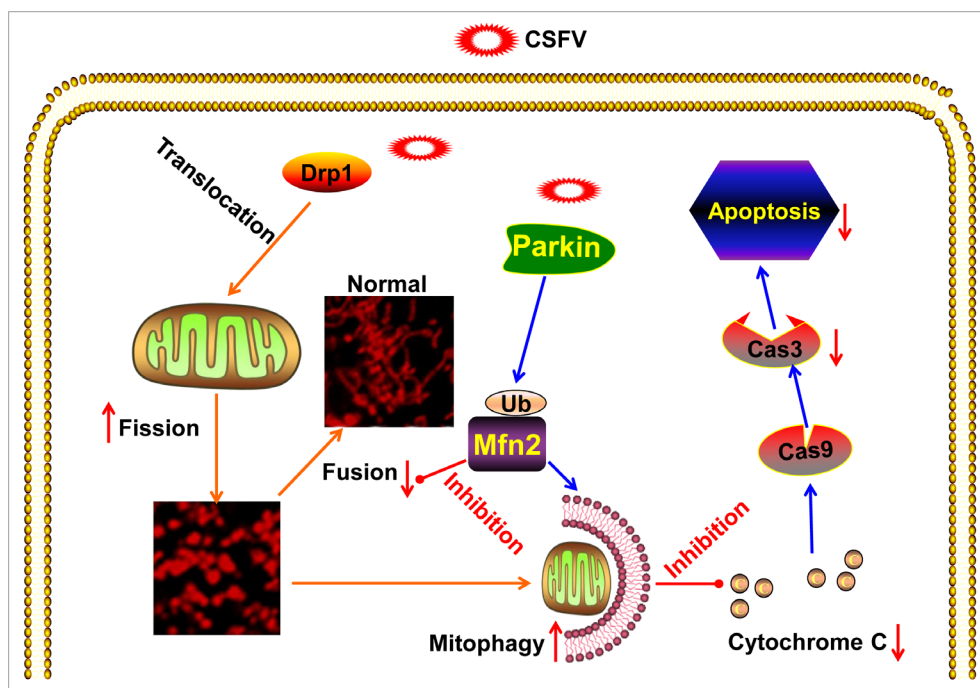 CSFV
Translocation
Drp1
Parkin
Apoptosis
Normal
Cas3
Ub
Fission
Mfn2
Cas9
Fusion
Inhibition
Inhibition
C
C
C
C
C
C
Mitophagy
Cytochrome C